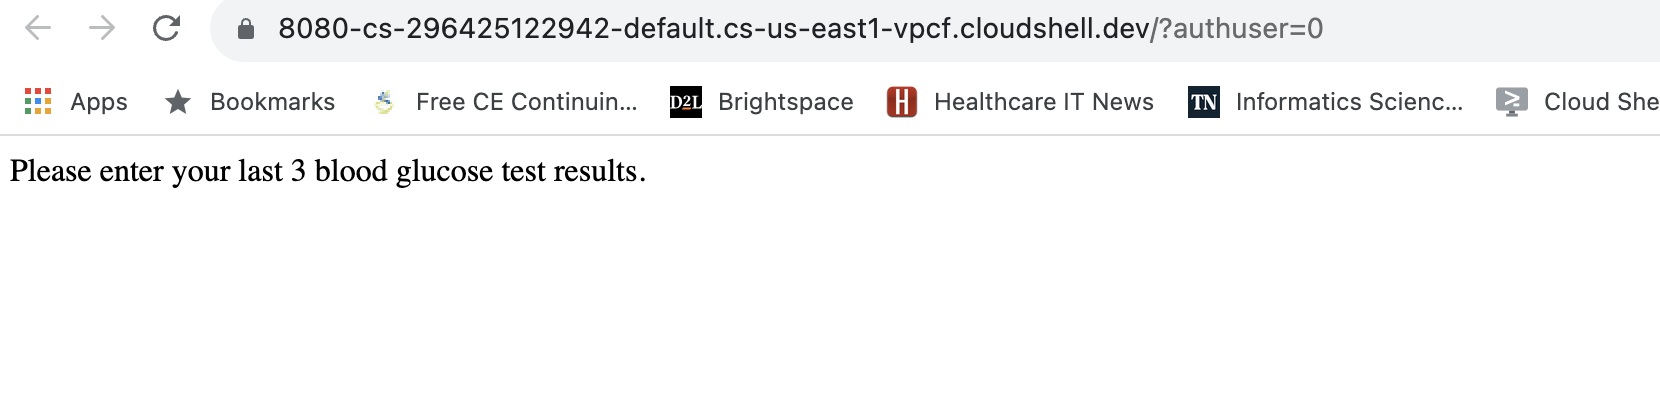 8080-cs-296425122942-default.cs-us-east1-vpcf.cloudshell.dev/?authuser=0
Apps Bookmarks Free CE Continuin... D2L Brightspace H Healthcare IT News TN Informatics Scienc... Cloud She
Please enter your last 3 blood glucose test results.